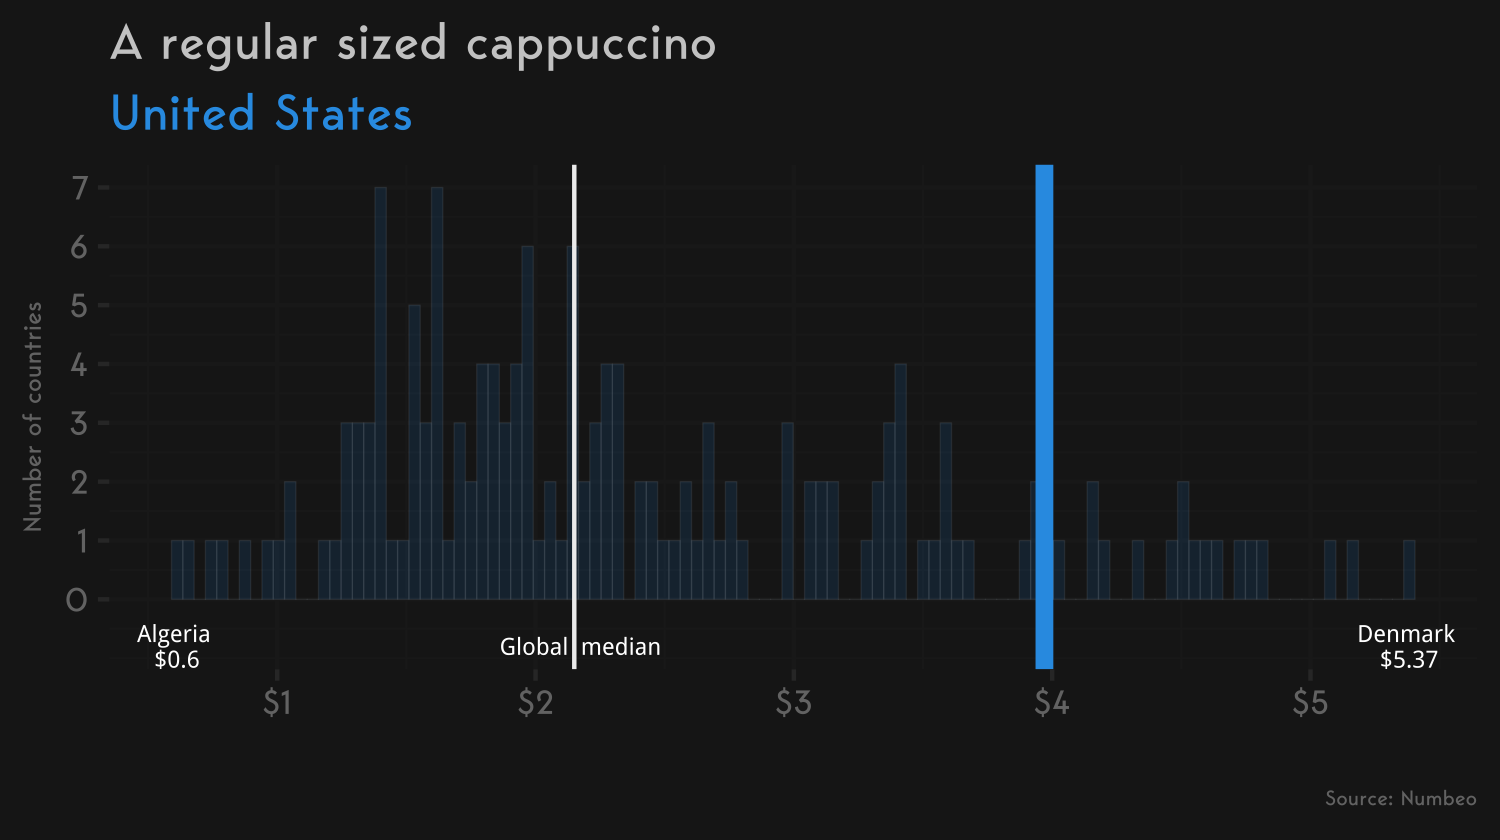 A regular sized cappuccino
United States
Number of countries
7
6
5
4
3
2
1
0
Algeria
$0.6
Global median
Denmark
$5.37
$1 $2 $3 $4 $5
Source: Numbeo